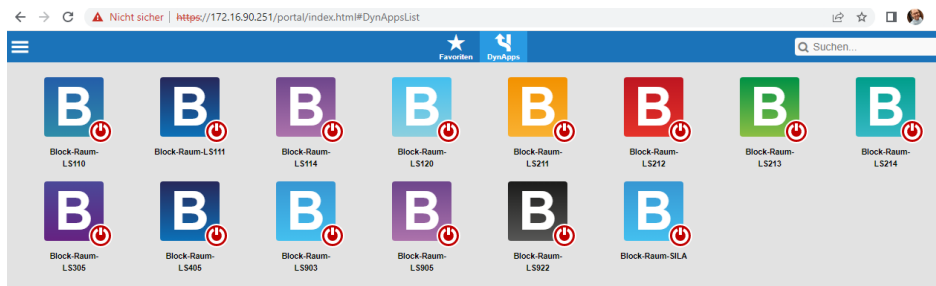 Nicht sicher | https://172.16.90.251/portal/index.html#DynAppsList
Favoriten DynApps Suchen...
B B B B B B B B
Block-Raum- Block-Raum-LS111 Block-Raum- Block-Raum- Block-Raum- Block-Raum- Block-Raum- Block-Raum-
LS110 LS114 LS120 LS211 LS212 LS213 LS214
B B B B B B
Block-Raum- Block-Raum- Block-Raum- Block-Raum- Block-Raum- Block-Raum-SILA
LS305 LS405 LS903 LS905 LS922